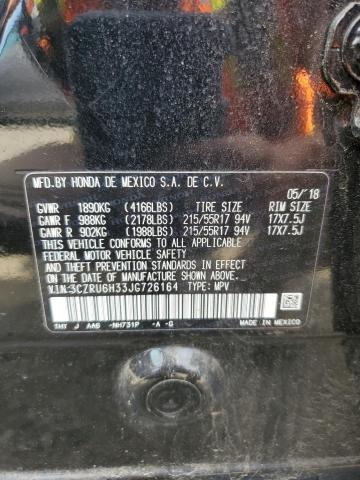 MFD.BY HONDA DE MEXICO S.A. DE C.V.
05/'18
GVWR 1890KG (4166LBS) TIRE SIZE RIM SIZE
GAWR F 988KG (2178LBS) 215/55R17 94V 17X7.5J
GAWR R 902KG (1988LBS) 215/55R17 94V 17X7.5J
THIS VEHICLE CONFORMS TO ALL APPLICABLE
FEDERAL MOTOR VEHICLE SAFETY AND THEFT
PREVENTION STANDARDS IN EFFECT ON THE DATE
OF MANUFACTURE SHOWN ABOVE.
V.I.N:3CZRU6H33JG726164 TYPE: MPV
J AAB -NH731P -A -G
MADE IN MEXICO